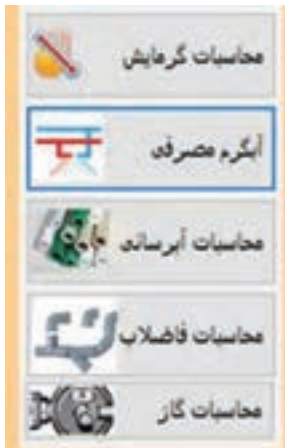 محاسبات گرمایش
آبگرم مصرفی
محاسبات آبرسانی
محاسبات فاضلاب
محاسبات گاز